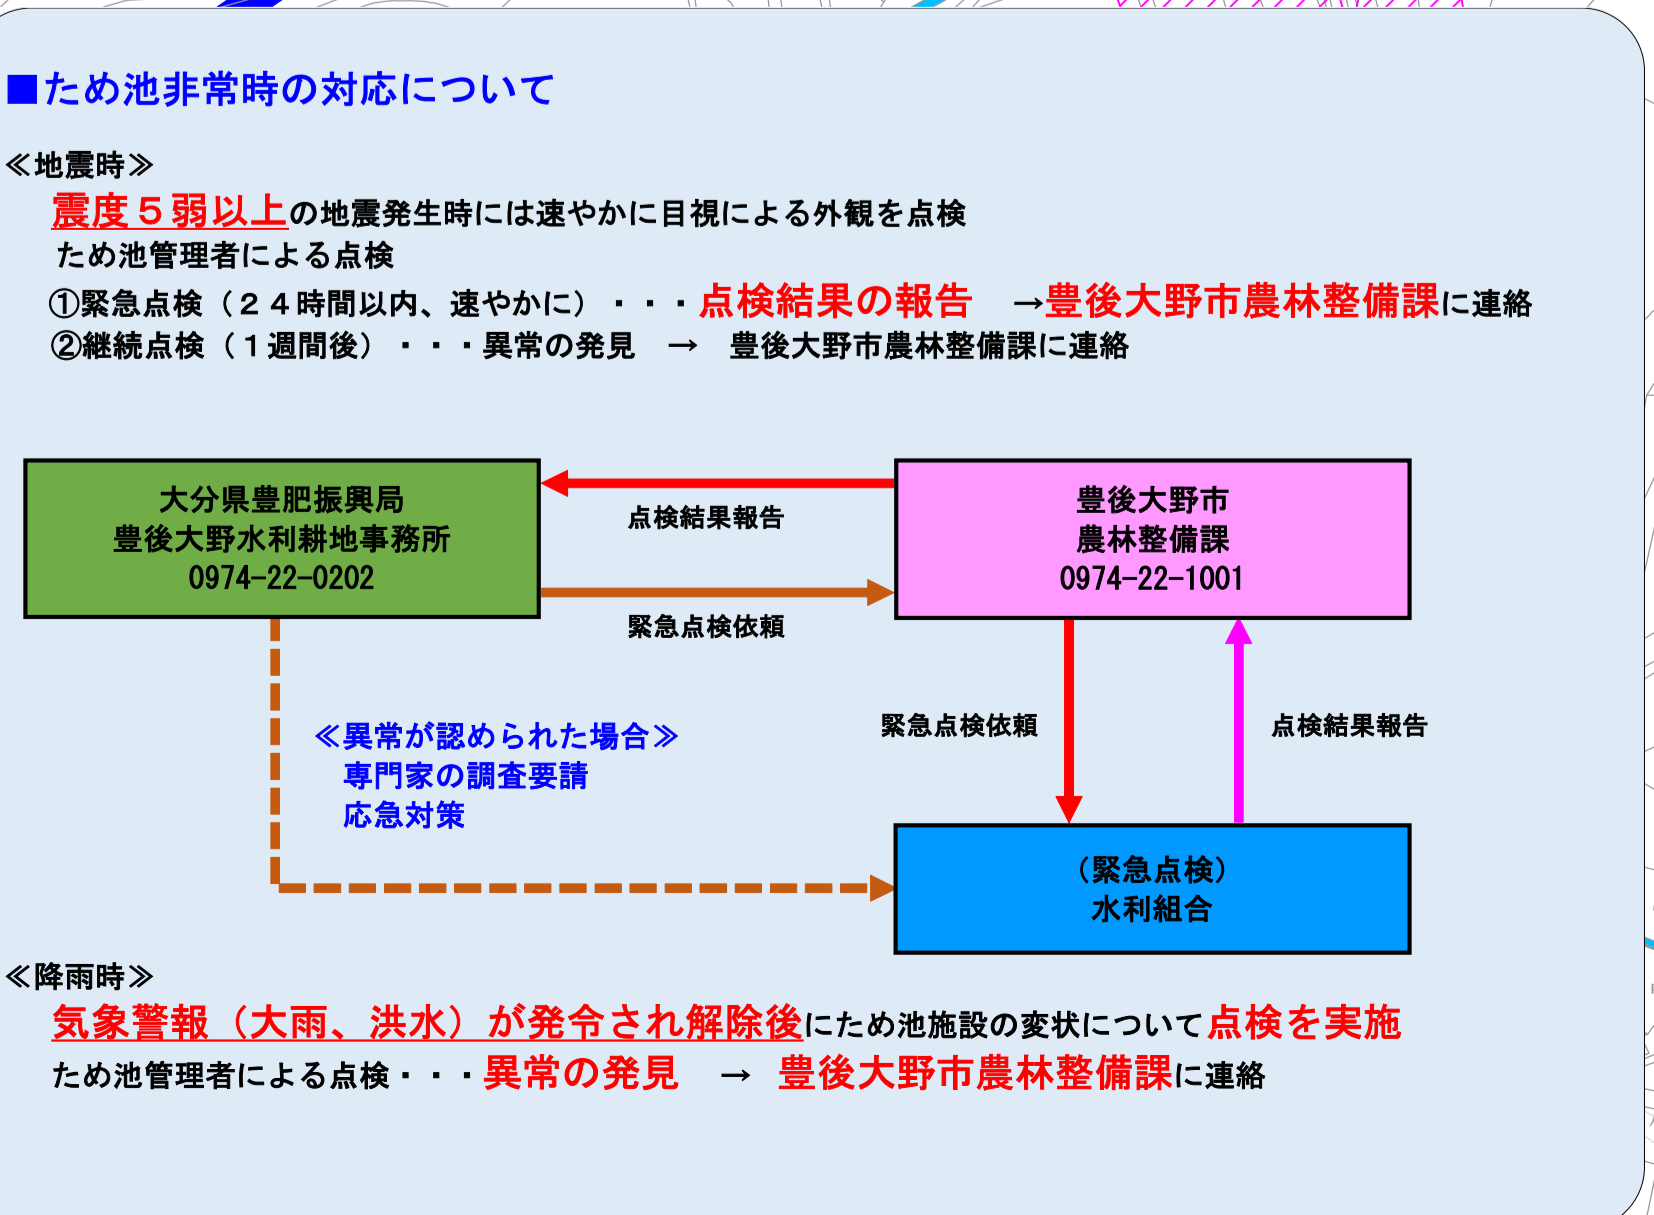 ■ため池非常時の対応について
≪地震時≫
震度５弱以上の地震発生時には速やかに目視による外観を点検
ため池管理者による点検
①緊急点検（２４時間以内、速やかに）・・・点検結果の報告　→豊後大野市農林整備課に連絡
②継続点検（１週間後）・・・異常の発見　→　豊後大野市農林整備課に連絡
大分県豊肥振興局
豊後大野水利耕地事務所
0974-22-0202
点検結果報告
緊急点検依頼
豊後大野市
農林整備課
0974-22-1001
緊急点検依頼
点検結果報告
≪異常が認められた場合≫
専門家の調査要請
応急対策
（緊急点検）
水利組合
≪降雨時≫
気象警報（大雨、洪水）が発令され解除後にため池施設の変状について点検を実施
ため池管理者による点検・・・異常の発見　→　豊後大野市農林整備課に連絡